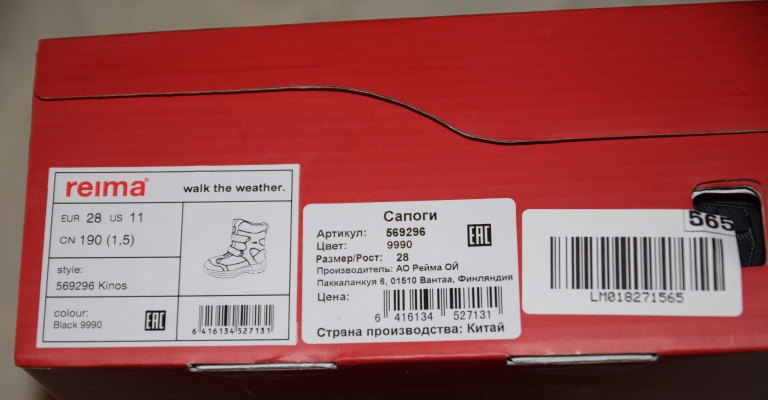 reima®
walk the weather.
EUR 28 US 11
CN 190 (1,5)
style:
569296 Kinos
colour:
Black 9990
EAC
6 416134 527131
Сапоги
Артикул: 569296
Цвет: 9990
Размер/Рост: 28
EAC
Производитель: АО Рейма ОЙ
Паккаланкуя 6, 01510 Вантаа, Финляндия
Цена:
6 416134 527131
Страна производства: Китай
565
LM018271565